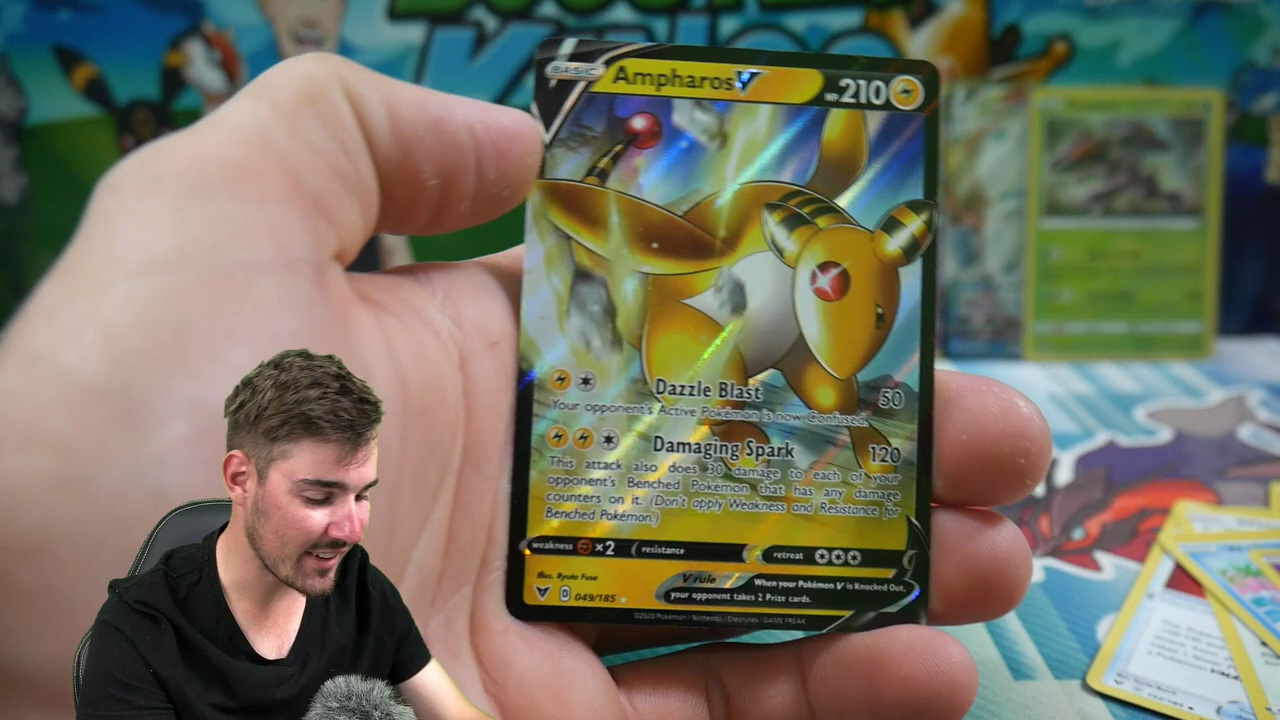 BASIC AmpharosV HP 210
Dazzle Blast 50
Your opponent's Active Pokémon is now Confused.
Damaging Spark 120
This attack also does 30 damage to each of your
opponent's Benched Pokémon that has any damage
counters on it. (Don't apply Weakness and Resistance for
Benched Pokémon.)
weakness ×2 resistance retreat
Illus. Ryuta Fuse
V rule When your Pokémon V is Knocked Out,
your opponent takes 2 Prize cards.
D 049/185
©2020 Pokémon / Nintendo / Creatures / GAME FREAK